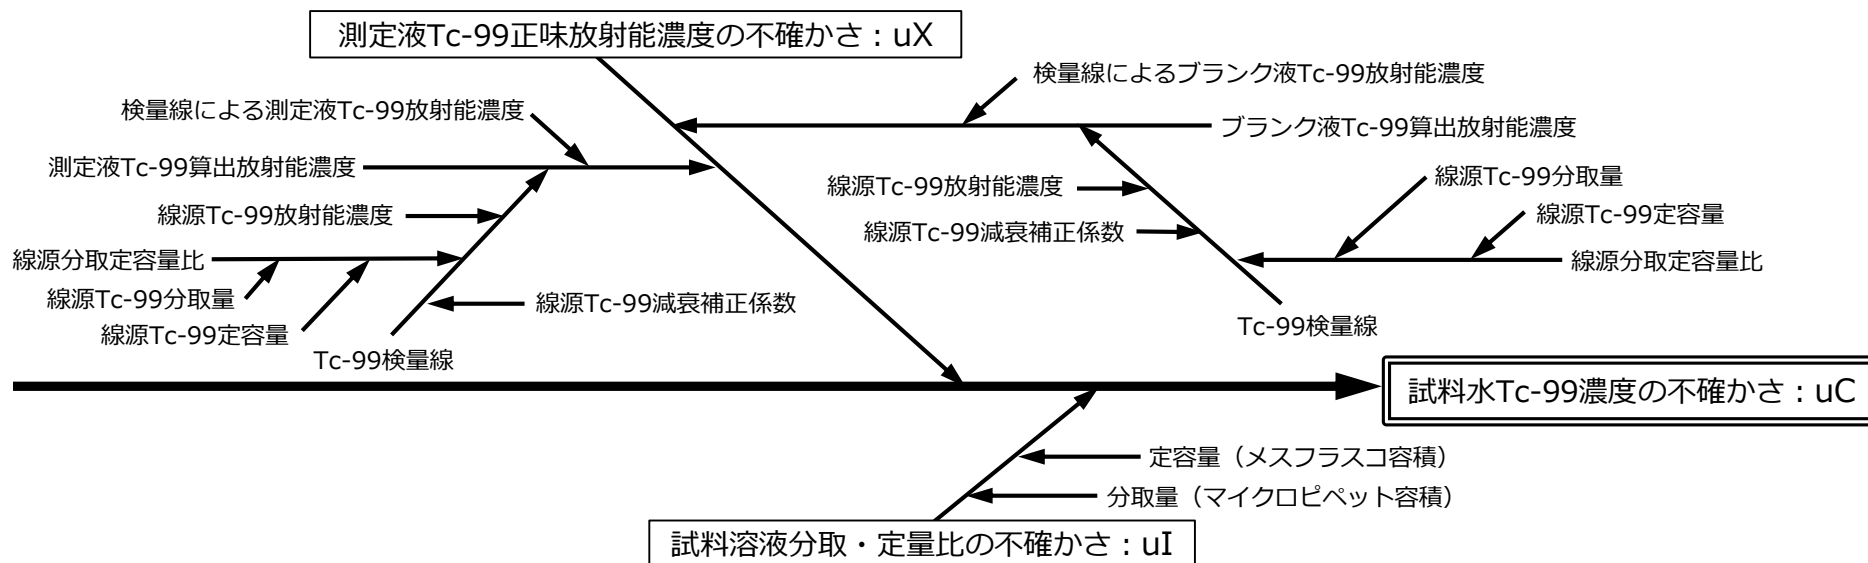 測定液Tc-99正味放射能濃度の不確かさ：uX
検量線によるブランク液Tc-99放射能濃度
検量線による測定液Tc-99放射能濃度
ブランク液Tc-99算出放射能濃度
測定液Tc-99算出放射能濃度
線源Tc-99放射能濃度
線源Tc-99分取量
線源Tc-99放射能濃度
線源Tc-99定容量
線源Tc-99減衰補正係数
線源分取定容量比
線源分取定容量比
線源Tc-99分取量
線源Tc-99減衰補正係数
線源Tc-99定容量
Tc-99検量線
Tc-99検量線
試料水Tc-99濃度の不確かさ：uC
定容量（メスフラスコ容積）
分取量（マイクロピペット容積）
試料溶液分取・定量比の不確かさ：uI